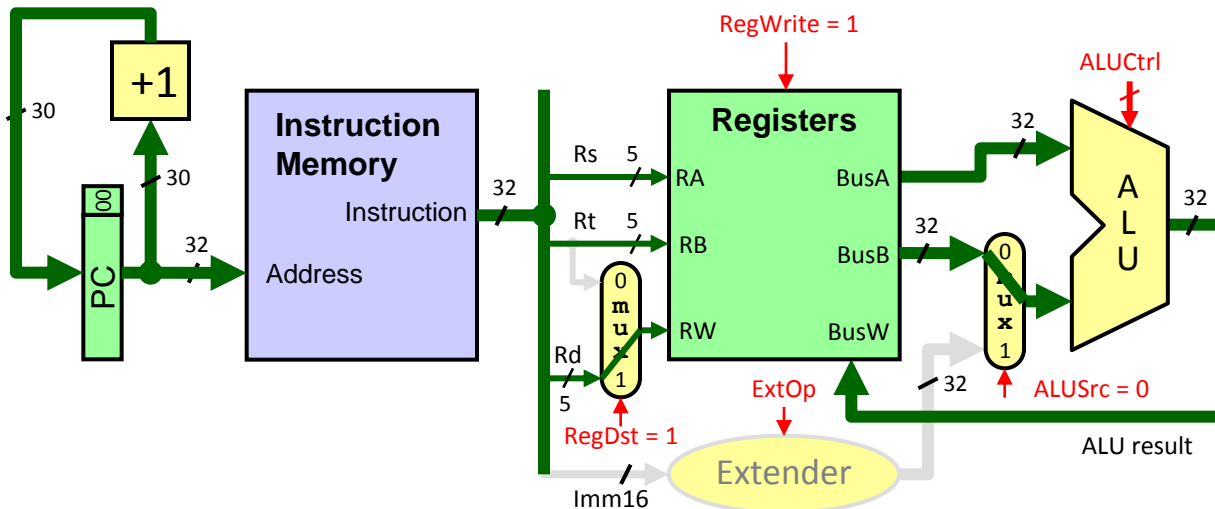 RegWrite = 1
ALUCtrl
+1
30
30
00
PC
32
Instruction
Memory
Instruction
Address
32
Rs
5
Rt
5
Rd
5
0
m
u
x
1
RegDst = 1
Imm16
Registers
RA
RB
RW
BusA
BusB
BusW
ExtOp
Extender
32
32
32
0
m
u
x
1
ALUSrc = 0
A
L
U
32
ALU result